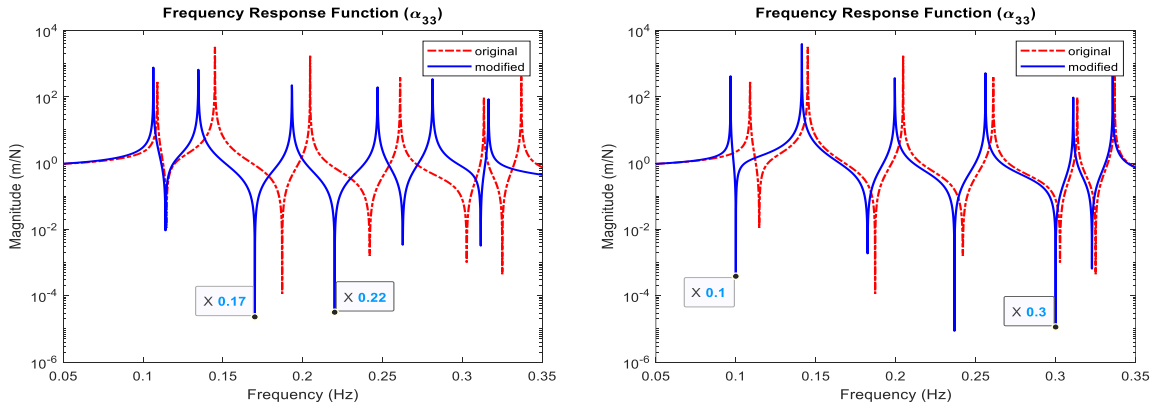 Frequency Response Function (α33)
Magnitude (m/N)
10^4
10^2
10^0
10^-2
10^-4
10^-6
original
modified
X 0.17
X 0.22
0.05
0.1
0.15
0.2
0.25
0.3
0.35
Frequency (Hz)
Frequency Response Function (α33)
Magnitude (m/N)
10^4
10^2
10^0
10^-2
10^-4
10^-6
original
modified
X 0.1
X 0.3
0.05
0.1
0.15
0.2
0.25
0.3
0.35
Frequency (Hz)